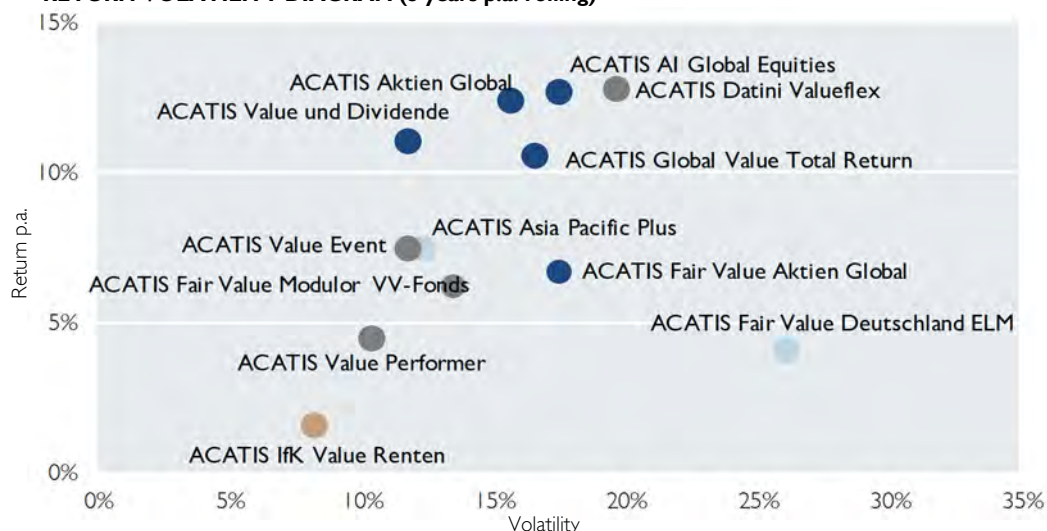 RETURN VOLATILITY DIAGRAM years p.a. rolling)
15%
ACATIS AI Global Equities
ACATIS Aktien Global
ACATIS Datini Valueflex
ACATIS Value und Dividende
ACATIS Global Value Total Return
10%
ACATIS Asia Pacific Plus
ACATIS Value Event
ACATIS Fair Value Aktien Global
ACATIS Fair Value Modulor VV-Fonds
5%
ACATIS Fair Value Deutschland ELM
ACATIS Value Performer
ACATIS IfK Value Renten
0%
Return p.a.
0% 5% 10% 15% 20% 25% 30% 35%
Volatility